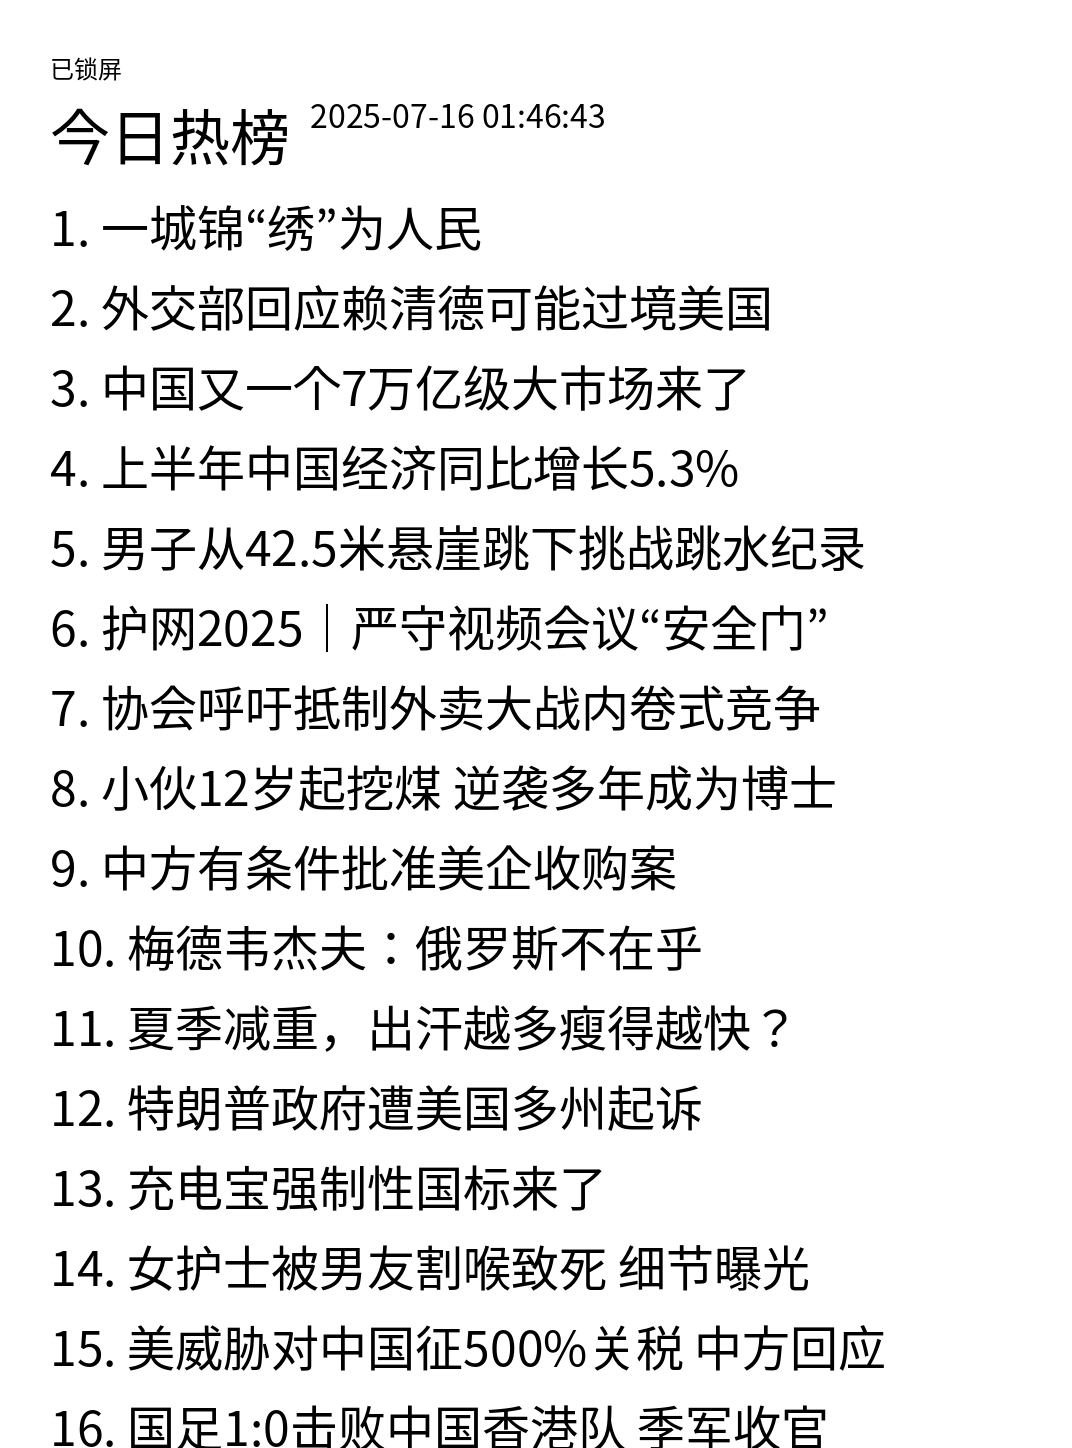 已锁屏
今日热榜 2025-07-16 01:46:43
1. 一城锦“绣”为人民
2. 外交部回应赖清德可能过境美国
3. 中国又一个7万亿级大市场来了
4. 上半年中国经济同比增长5.3%
5. 男子从42.5米悬崖跳下挑战跳水纪录
6. 护网2025｜严守视频会议“安全门”
7. 协会呼吁抵制外卖大战内卷式竞争
8. 小伙12岁起挖煤 逆袭多年成为博士
9. 中方有条件批准美企收购案
10. 梅德韦杰夫：俄罗斯不在乎
11. 夏季减重，出汗越多瘦得越快？
12. 特朗普政府遭美国多州起诉
13. 充电宝强制性国标来了
14. 女护士被男友割喉致死 细节曝光
15. 美威胁对中国征500%关税 中方回应
16. 国足1:0击败中国香港队 季军收官